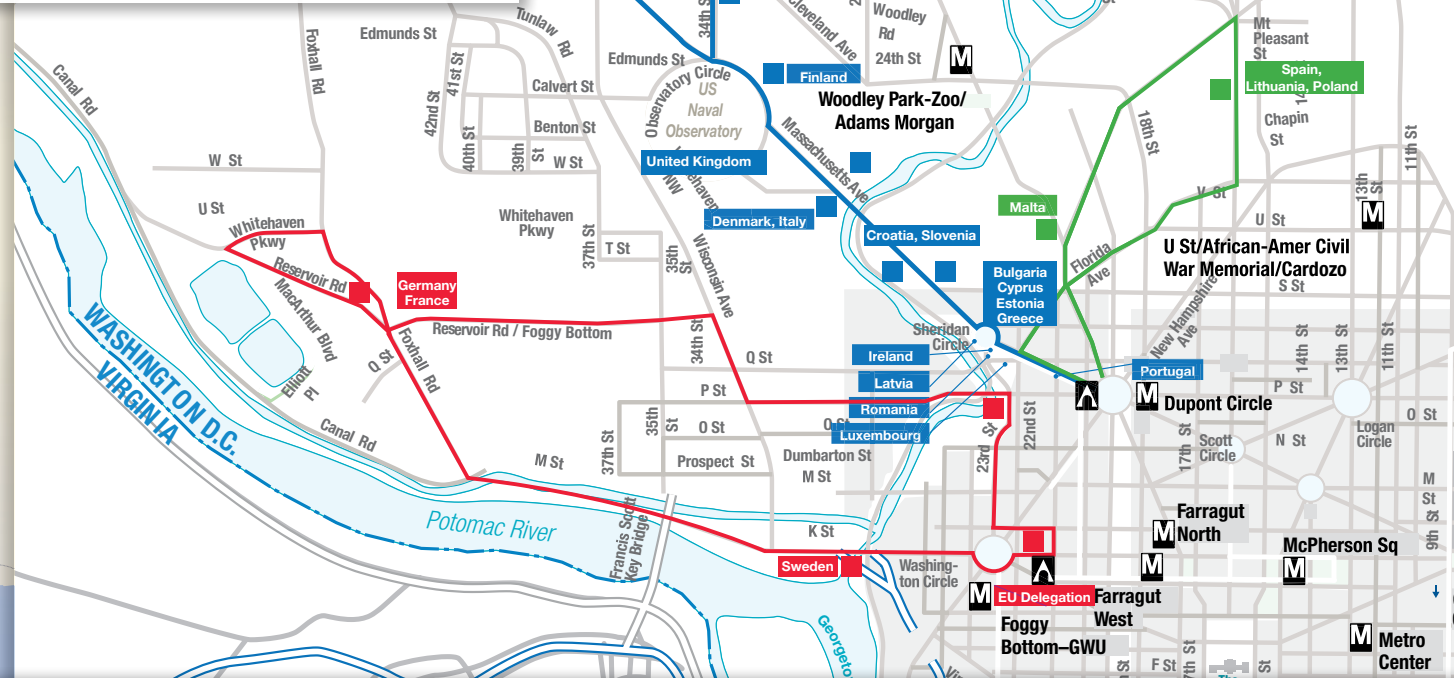 Canal Rd
Foxhall Rd
Edmunds St
41st St
42nd St
Tunlaw Rd
Calvert St
Benton St
40th St
39th St
W St
W St
U St
Whitehaven
Pkwy
Reservoir Rd
MacArthur Blvd
Elliott Pl
Q St
Foxhall Rd
Canal Rd
Germany
France
Reservoir Rd / Foggy Bottom
Whitehaven
Pkwy
37th St
T St
35th St
Wisconsin Ave
34th St
Edmunds St
Observatory Circle
US
Naval
Observatory
34th St
Cleveland Ave
Woodley
Rd
24th St
M
Finland
Woodley Park-Zoo/
Adams Morgan
Massachusetts Ave
United Kingdom
NW
Denmark, Italy
Croatia, Slovenia
Bulgaria
Cyprus
Estonia
Greece
Sheridan
Circle
Ireland
Latvia
Romania
Luxembourg
Portugal
Malta
Florida
Ave
18th St
Mt
Pleasant
St
Spain,
Lithuania, Poland
Chapin
St
11th St
13th St
M
V St
U St
U St/African-Amer Civil
War Memorial/Cardozo
S St
New Hampshire
Ave
14th St
13th St
11th St
P St
M
Dupont Circle
O St
Logan
Circle
Scott
Circle
N St
17th St
M
St
9th St
22nd St
23rd St
Q St
P St
O St
O St
35th St
37th St
Prospect St
Dumbarton St
M St
M St
K St
WASHINGTON D.C.
VIRGINIA
Potomac River
Francis Scott
Key Bridge
Sweden
Washing-
ton Circle
M
EU Delegation
Foggy
Bottom–GWU
M
Farragut
North
M
Farragut
West
McPherson Sq
M
M
Metro
Center
F St
St
7th St
St
Georgeto